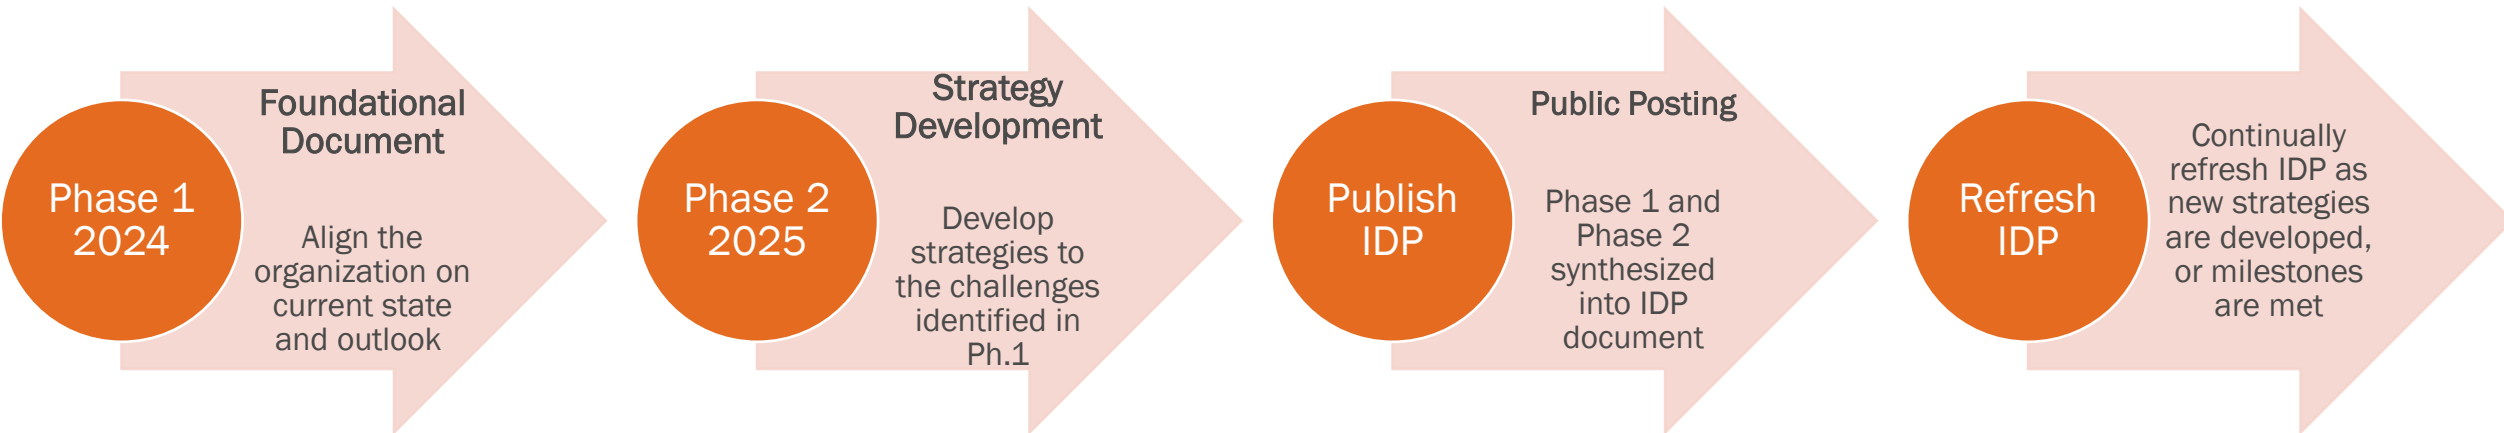 Phase 1
2024
Foundational
Document
Align the
organization on
current state
and outlook
Phase 2
2025
Strategy
Development
Develop
strategies to
the challenges
identified in
Ph.1
Publish
IDP
Public Posting
Phase 1 and
Phase 2
synthesized
into IDP
document
Refresh
IDP
Continually
refresh IDP as
new strategies
are developed,
or milestones
are met